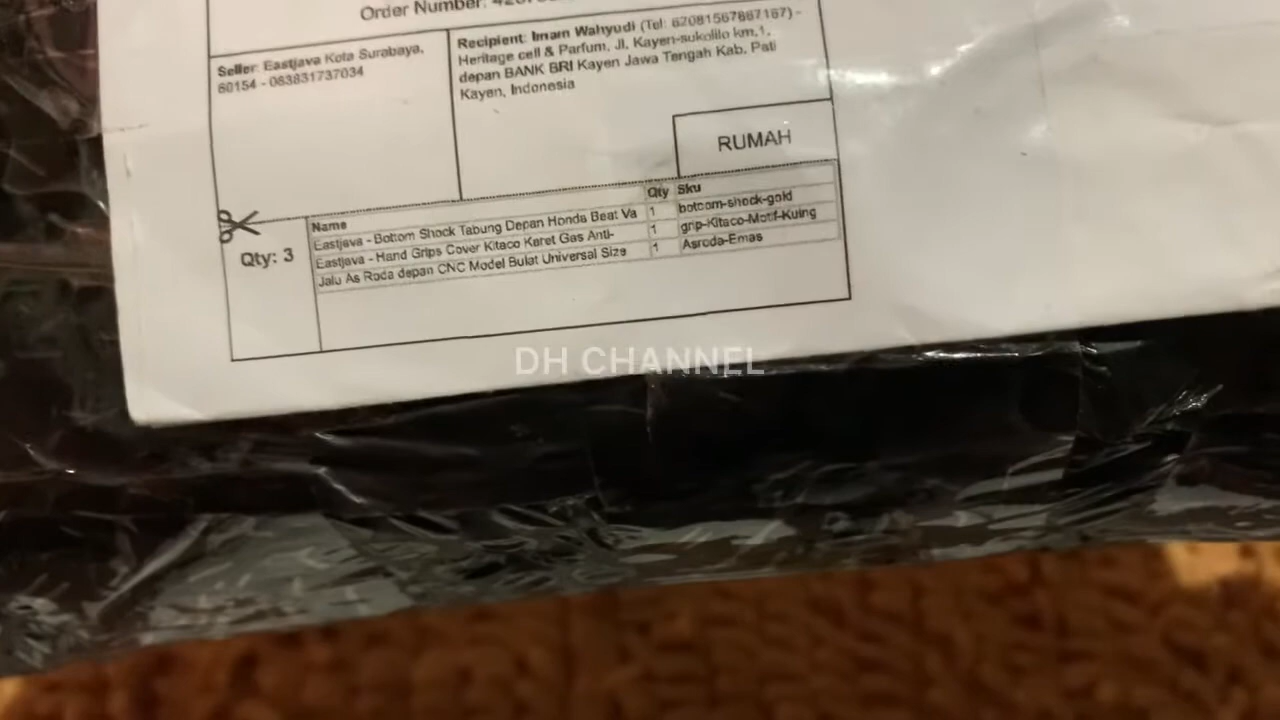 Order Number:
Seller: Eastjava Kota Surabaya,
60154 - 083831737034
Recipient: Imam Wahyudi (Tel: 62081567867167) -
Heritage cell & Parfum, Jl. Kayen-sukolilo km.1,
depan BANK BRI Kayen Jawa Tengah Kab. Pati
Kayen, Indonesia
RUMAH
Qty: 3
Name Qty Sku
Eastjava - Bottom Shock Tabung Depan Honda Beat Va 1 bottom-shock-gold
Eastjava - Hand Grips Cover Kitaco Karet Gas Anti- 1 grip-Kitaco-Motif-Kuing
Jalu As Roda depan CNC Model Bulat Universal Size 1 Asroda-Emas
DH CHANNEL